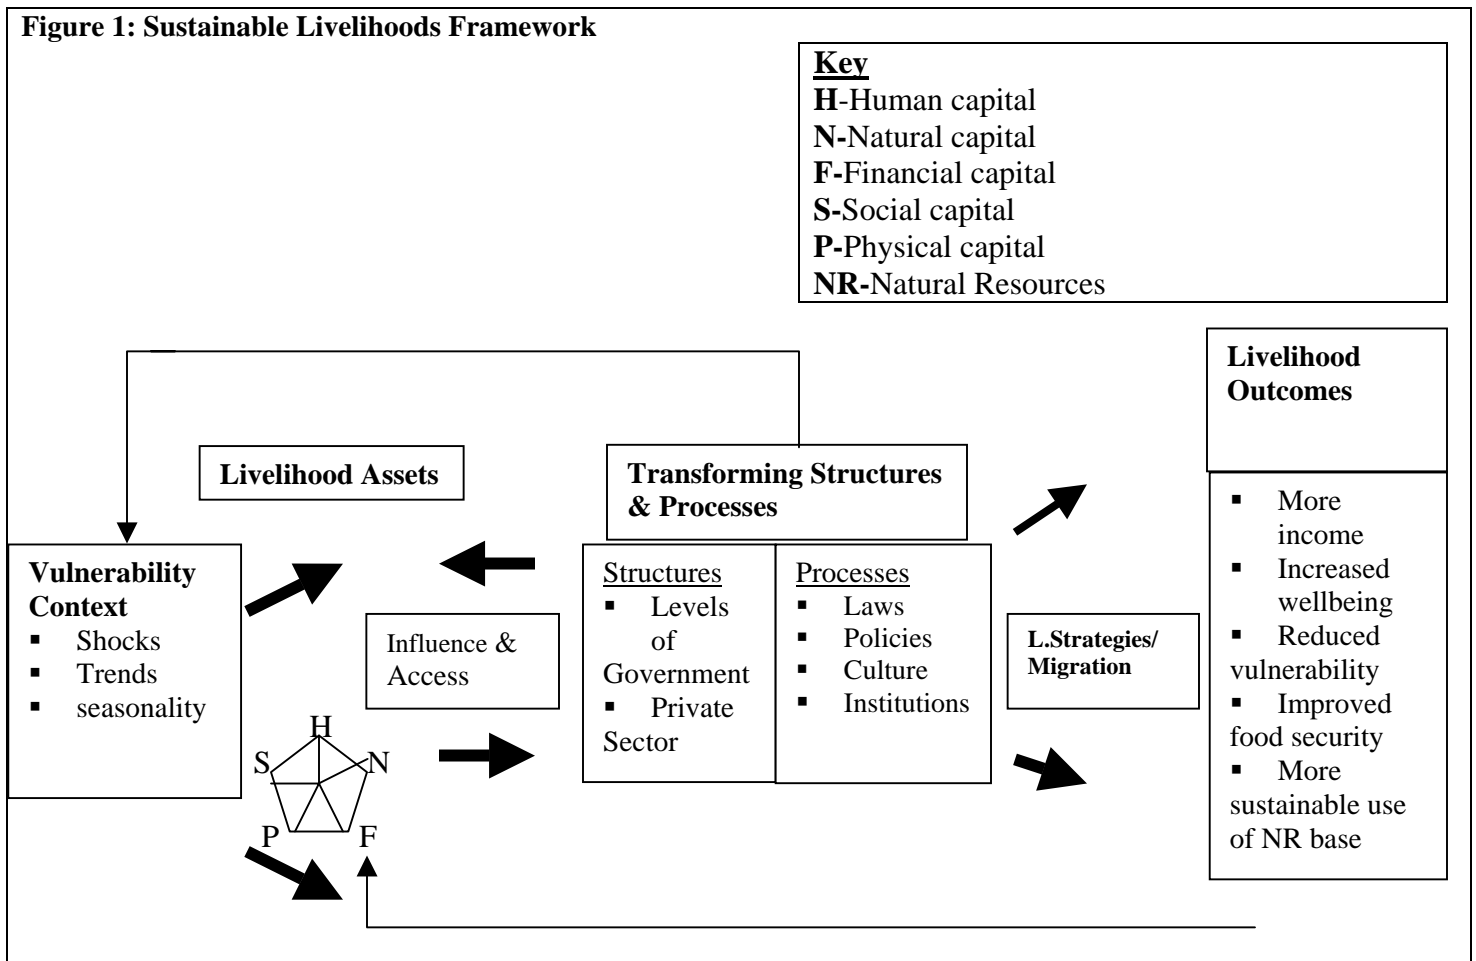 Figure 1: Sustainable Livelihoods Framework
Key
H-Human capital
N-Natural capital
F-Financial capital
S-Social capital
P-Physical capital
NR-Natural Resources
Livelihood
Outcomes
Livelihood Assets
Transforming Structures
& Processes
Vulnerability
Context
▪ Shocks
▪ Trends
▪ seasonality
Influence &
Access
Structures
▪ Levels
of
Government
▪ Private
Sector
Processes
▪ Laws
▪ Policies
▪ Culture
▪ Institutions
L.Strategies/
Migration
▪ More
income
▪ Increased
wellbeing
▪ Reduced
vulnerability
▪ Improved
food security
▪ More
sustainable use
of NR base
H
S
N
P
F